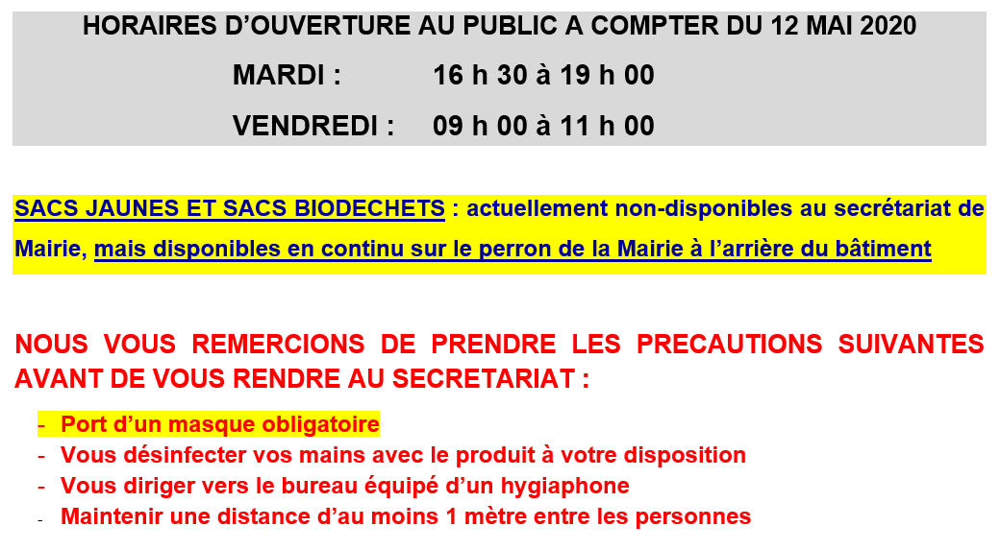 HORAIRES D’OUVERTURE AU PUBLIC A COMPTER DU 12 MAI 2020
MARDI : 16 h 30 à 19 h 00
VENDREDI : 09 h 00 à 11 h 00
SACS JAUNES ET SACS BIODECHETS : actuellement non-disponibles au secrétariat de
Mairie, mais disponibles en continu sur le perron de la Mairie à l’arrière du bâtiment
NOUS VOUS REMERCIONS DE PRENDRE LES PRECAUTIONS SUIVANTES
AVANT DE VOUS RENDRE AU SECRETARIAT :
- Port d’un masque obligatoire
- Vous désinfecter vos mains avec le produit à votre disposition
- Vous diriger vers le bureau équipé d’un hygiaphone
- Maintenir une distance d’au moins 1 mètre entre les personnes